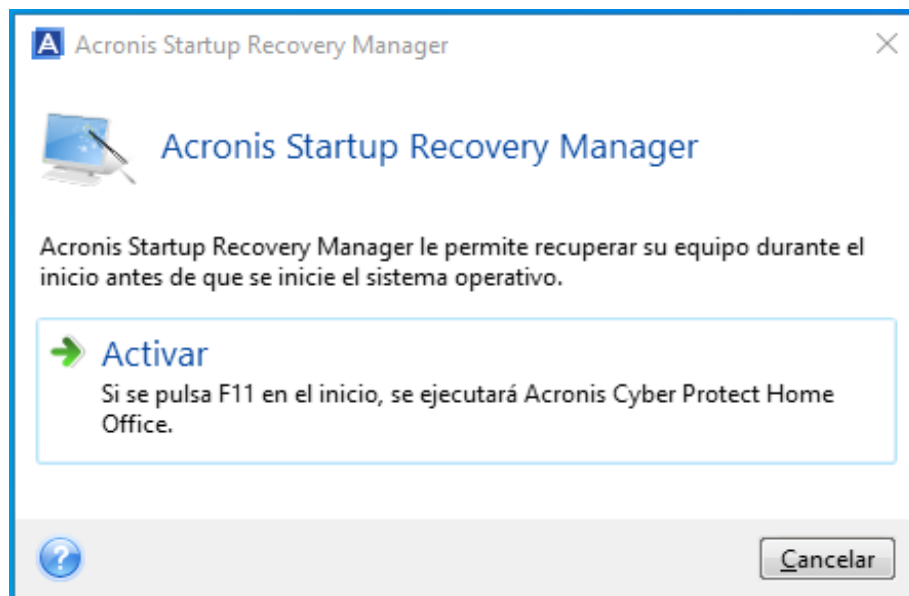 Acronis Startup Recovery Manager
Acronis Startup Recovery Manager
Acronis Startup Recovery Manager le permite recuperar su equipo durante el
inicio antes de que se inicie el sistema operativo.
Activar
Si se pulsa F11 en el inicio, se ejecutará Acronis Cyber Protect Home
Office.
Cancelar